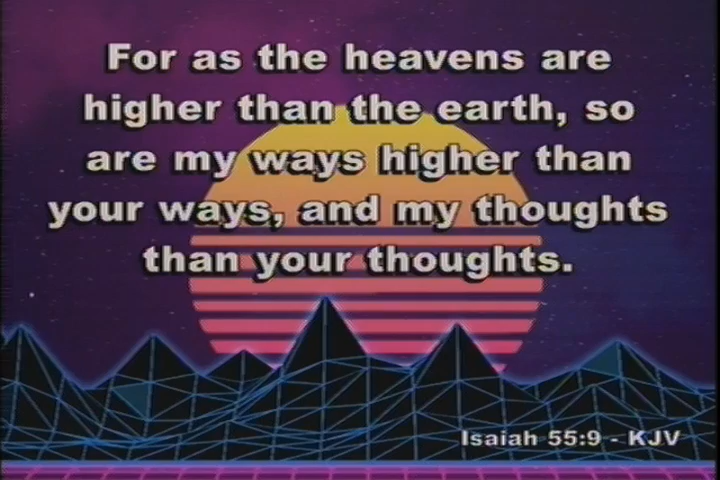 For as the heavens are
higher than the earth, so
are my ways higher than
your ways, and my thoughts
than your thoughts.
Isaiah 55:9 - KJV